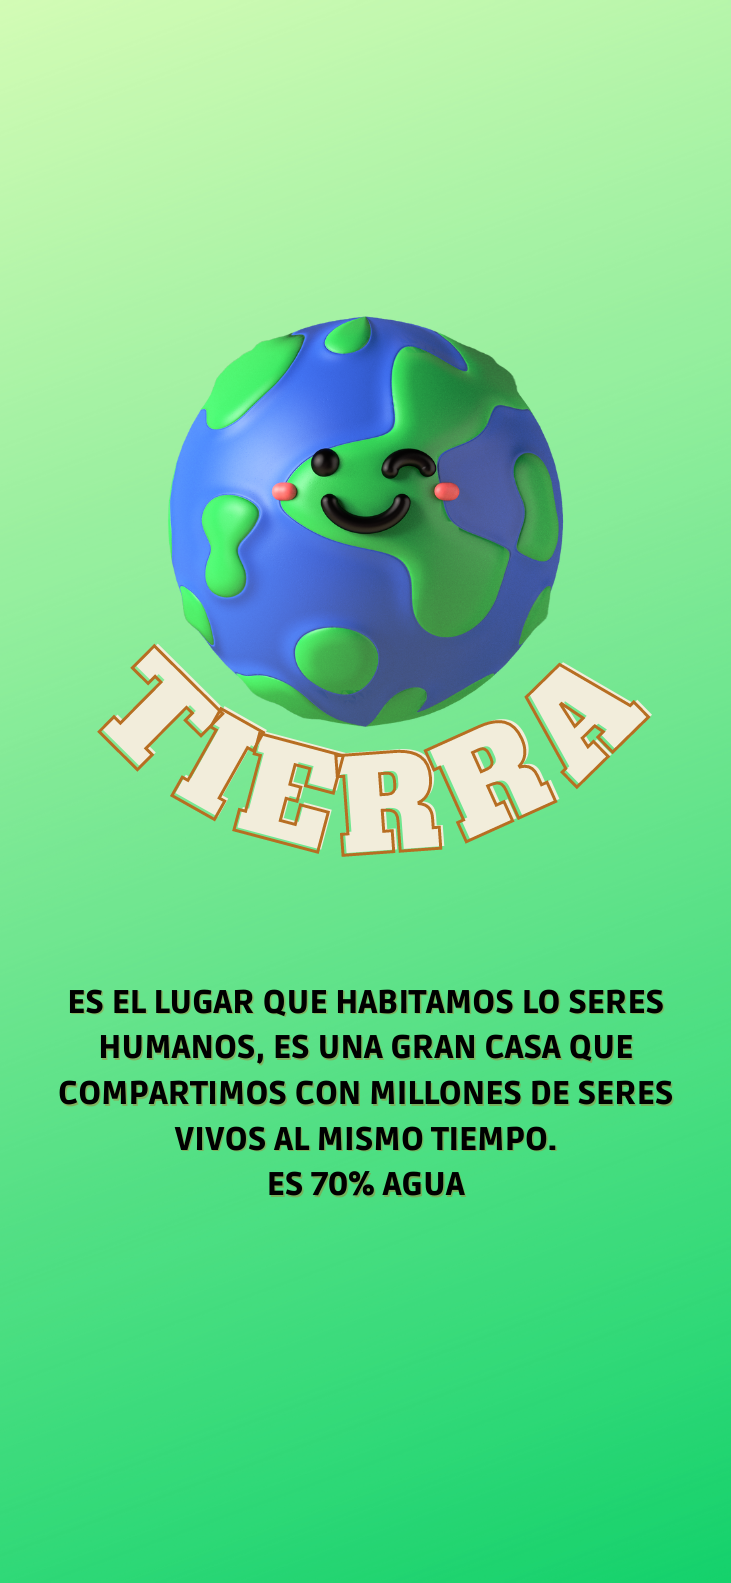 TIERRA
ES EL LUGAR QUE HABITAMOS LO SERES
HUMANOS, ES UNA GRAN CASA QUE
COMPARTIMOS CON MILLONES DE SERES
VIVOS AL MISMO TIEMPO.
ES 70% AGUA